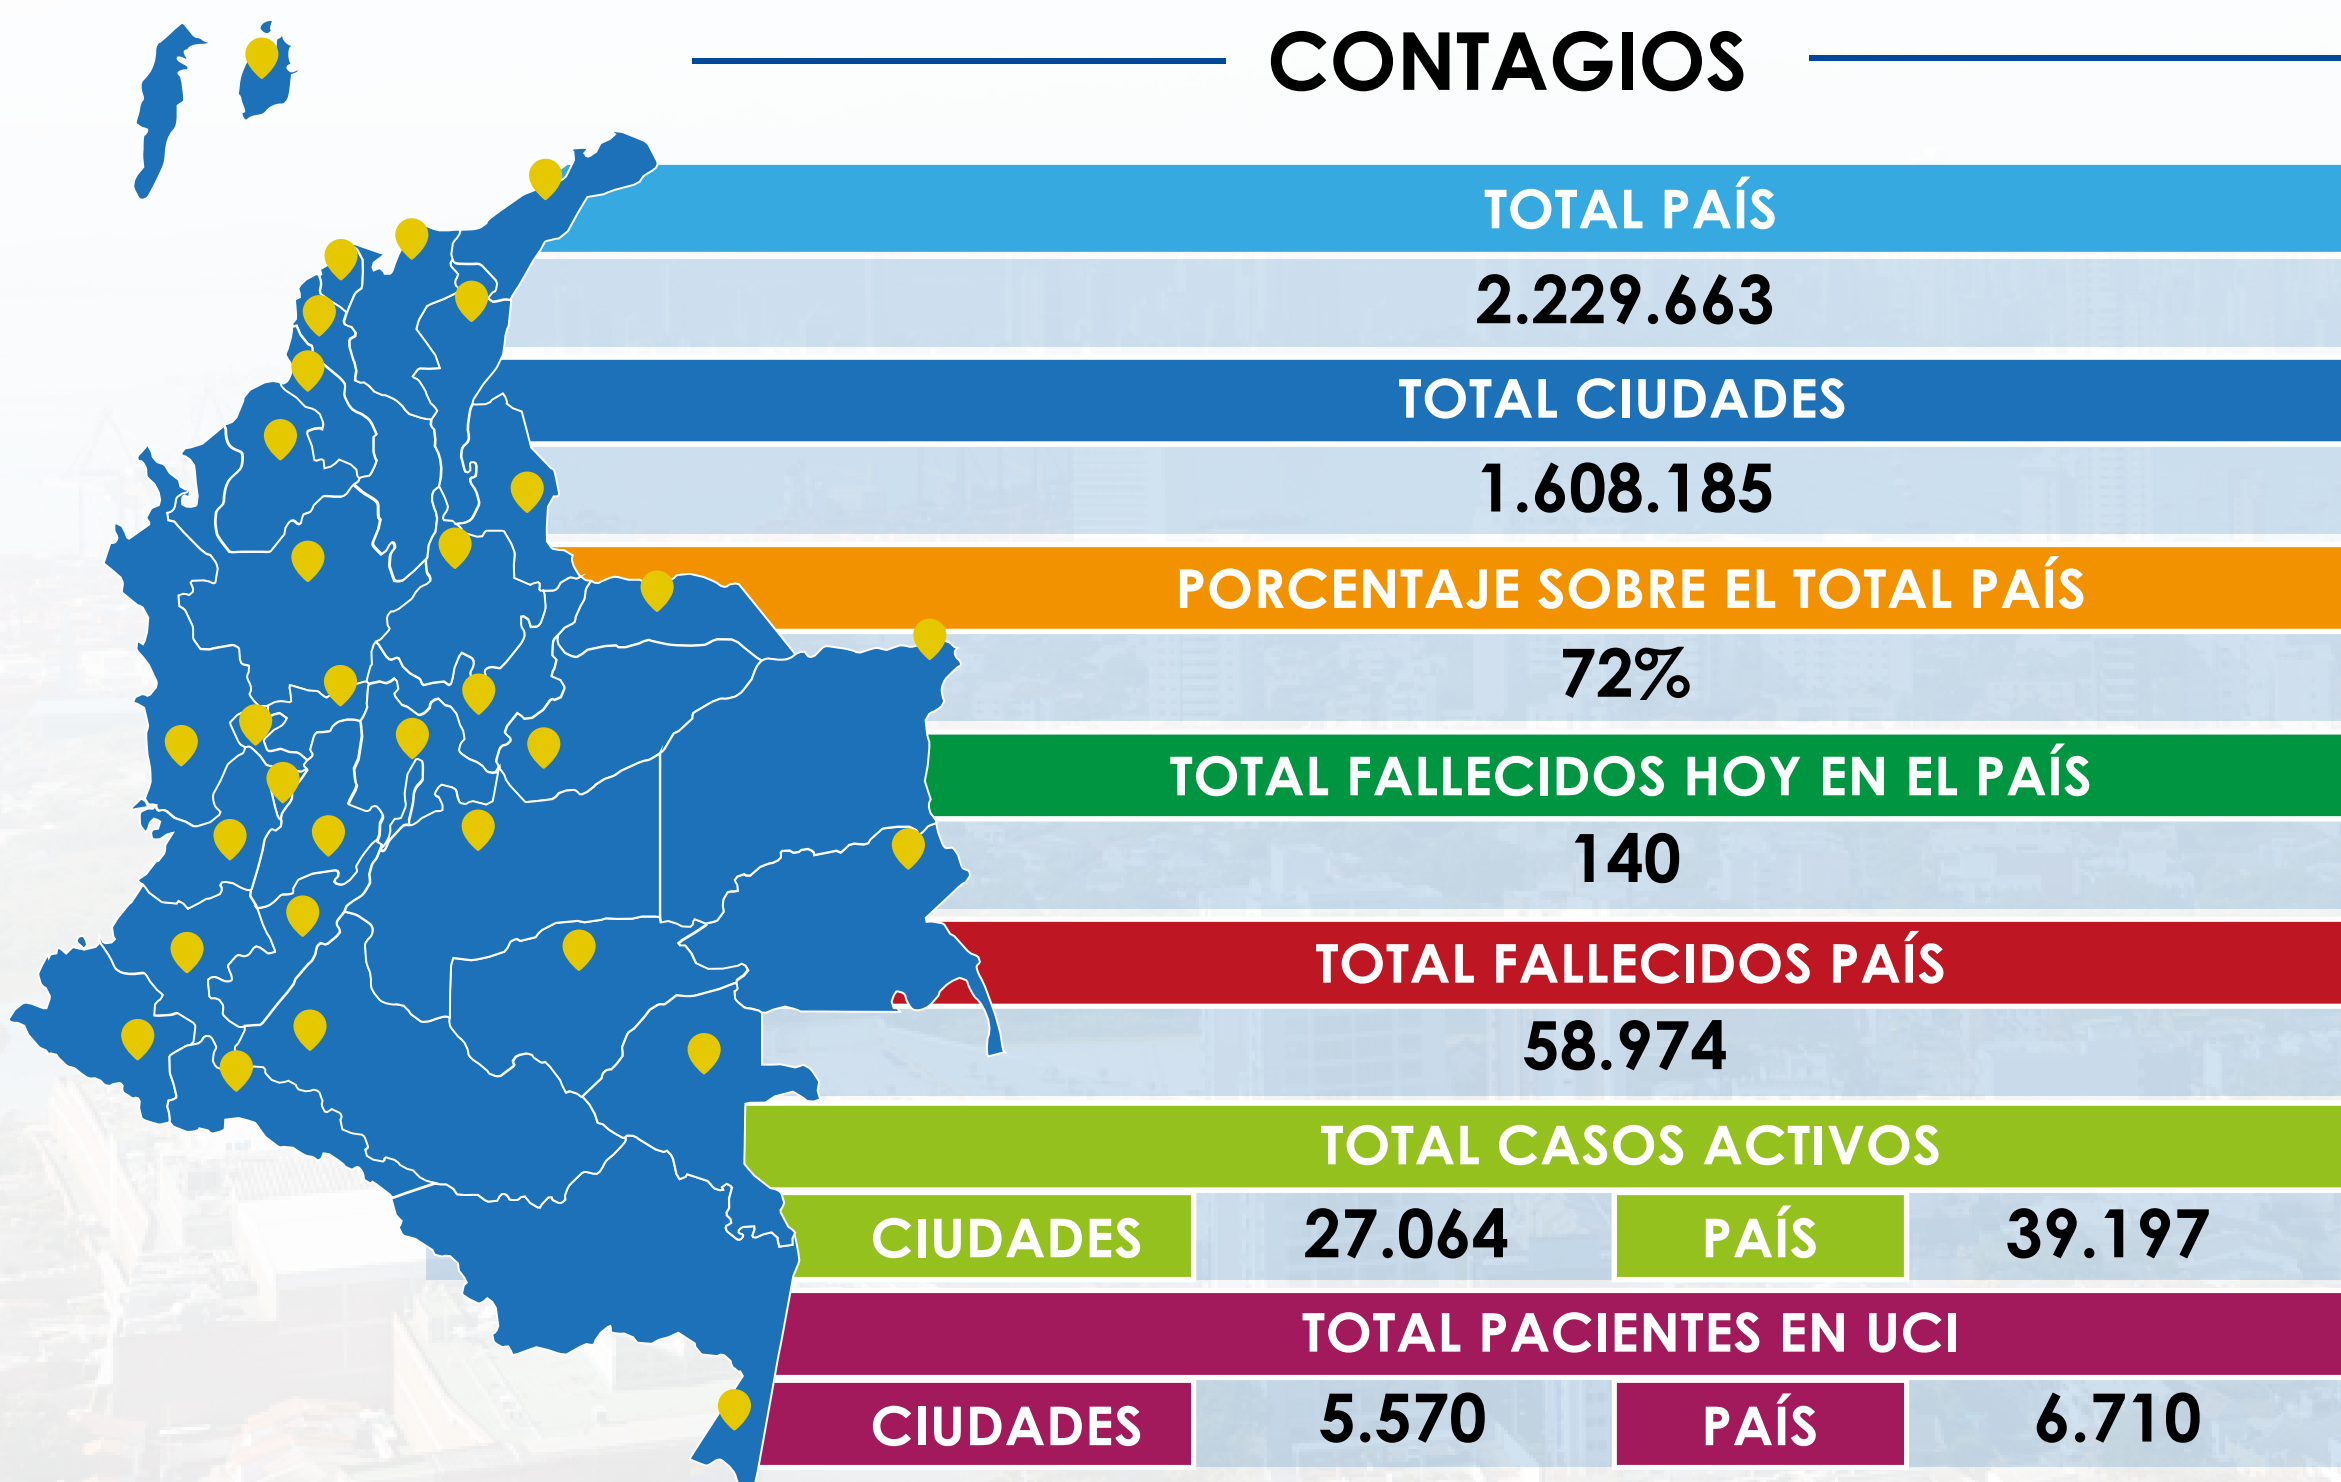 CONTAGIOS
TOTAL PAÍS
2.229.663
TOTAL CIUDADES
1.608.185
PORCENTAJE SOBRE EL TOTAL PAÍS
72%
TOTAL FALLECIDOS HOY EN EL PAÍS
140
TOTAL FALLECIDOS PAÍS
58.974
TOTAL CASOS ACTIVOS
CIUDADES 27.064 PAÍS 39.197
TOTAL PACIENTES EN UCI
CIUDADES 5.570 PAÍS 6.710